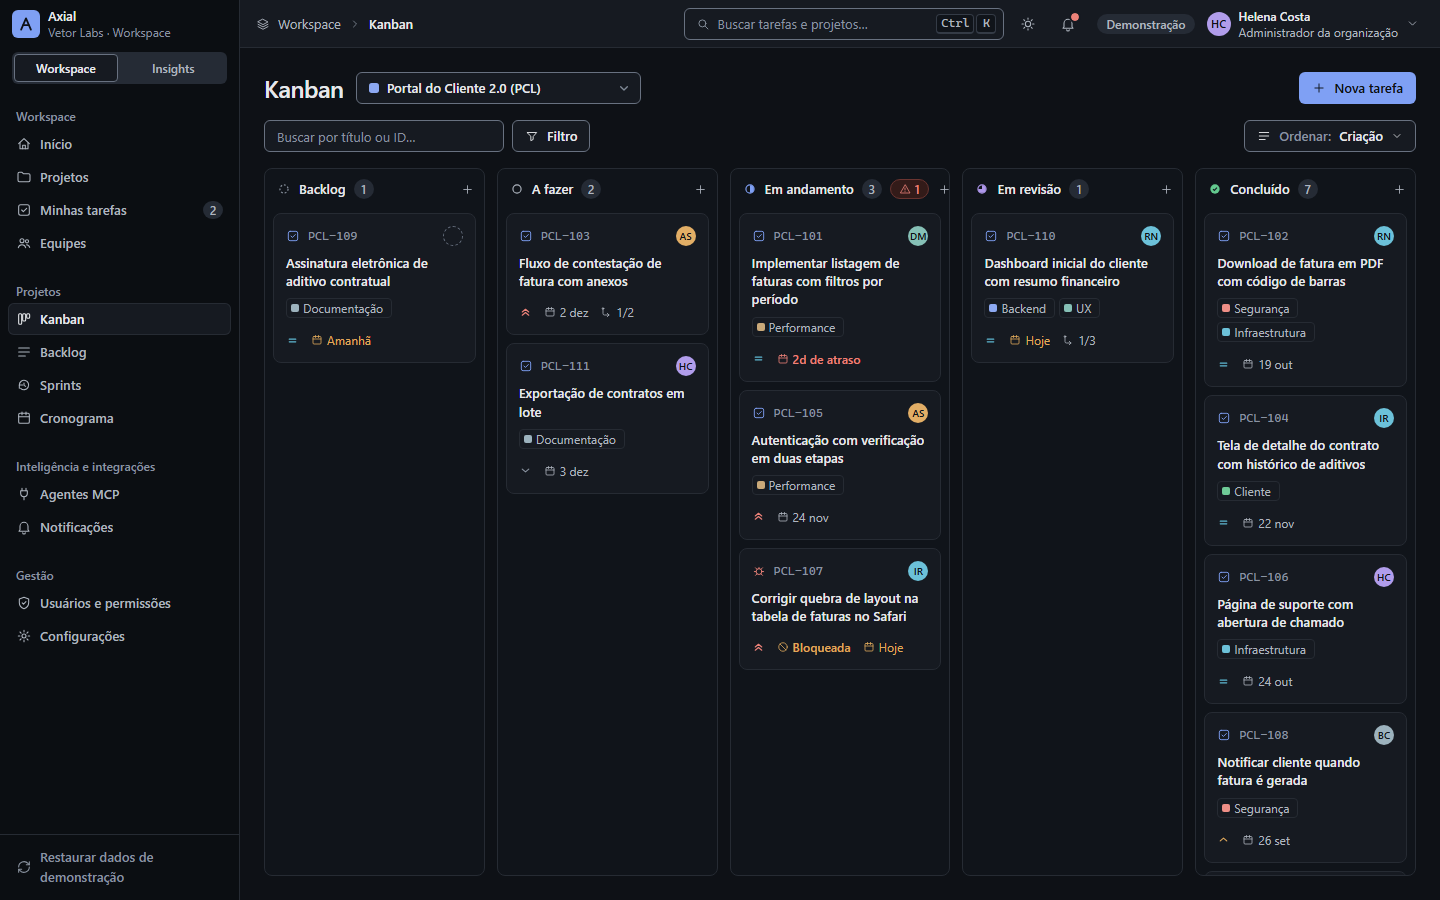 Axial
Vetor Labs · Workspace
Workspace
Insights
Workspace
Início
Projetos
Minhas tarefas
2
Equipes
Projetos
Kanban
Backlog
Sprints
Cronograma
Inteligência e integrações
Agentes MCP
Notificações
Gestão
Usuários e permissões
Configurações
Restaurar dados de
demonstração
Workspace
Kanban
Buscar tarefas e projetos...
Ctrl K
Demonstração
HC
Helena Costa
Administrador da organização
Kanban
Portal do Cliente 2.0 (PCL)
+ Nova tarefa
Buscar por título ou ID...
Filtro
Ordenar: Criação
Backlog 1 +
PCL-109
Assinatura eletrônica de
aditivo contratual
Documentação
Amanhã
A fazer 2 +
PCL-103 AS
Fluxo de contestação de
fatura com anexos
2 dez 1/2
PCL-111 HC
Exportação de contratos em
lote
Documentação
3 dez
Em andamento 3 1 +
PCL-101 DM
Implementar listagem de
faturas com filtros por
período
Performance
2d de atraso
PCL-105 AS
Autenticação com verificação
em duas etapas
Performance
24 nov
PCL-107 IR
Corrigir quebra de layout na
tabela de faturas no Safari
Bloqueada Hoje
Em revisão 1 +
PCL-110 RN
Dashboard inicial do cliente
com resumo financeiro
Backend UX
Hoje 1/3
Concluído 7 +
PCL-102 RN
Download de fatura em PDF
com código de barras
Segurança
Infraestrutura
19 out
PCL-104 IR
Tela de detalhe do contrato
com histórico de aditivos
Cliente
22 nov
PCL-106 HC
Página de suporte com
abertura de chamado
Infraestrutura
24 out
PCL-108 BC
Notificar cliente quando
fatura é gerada
Segurança
26 set